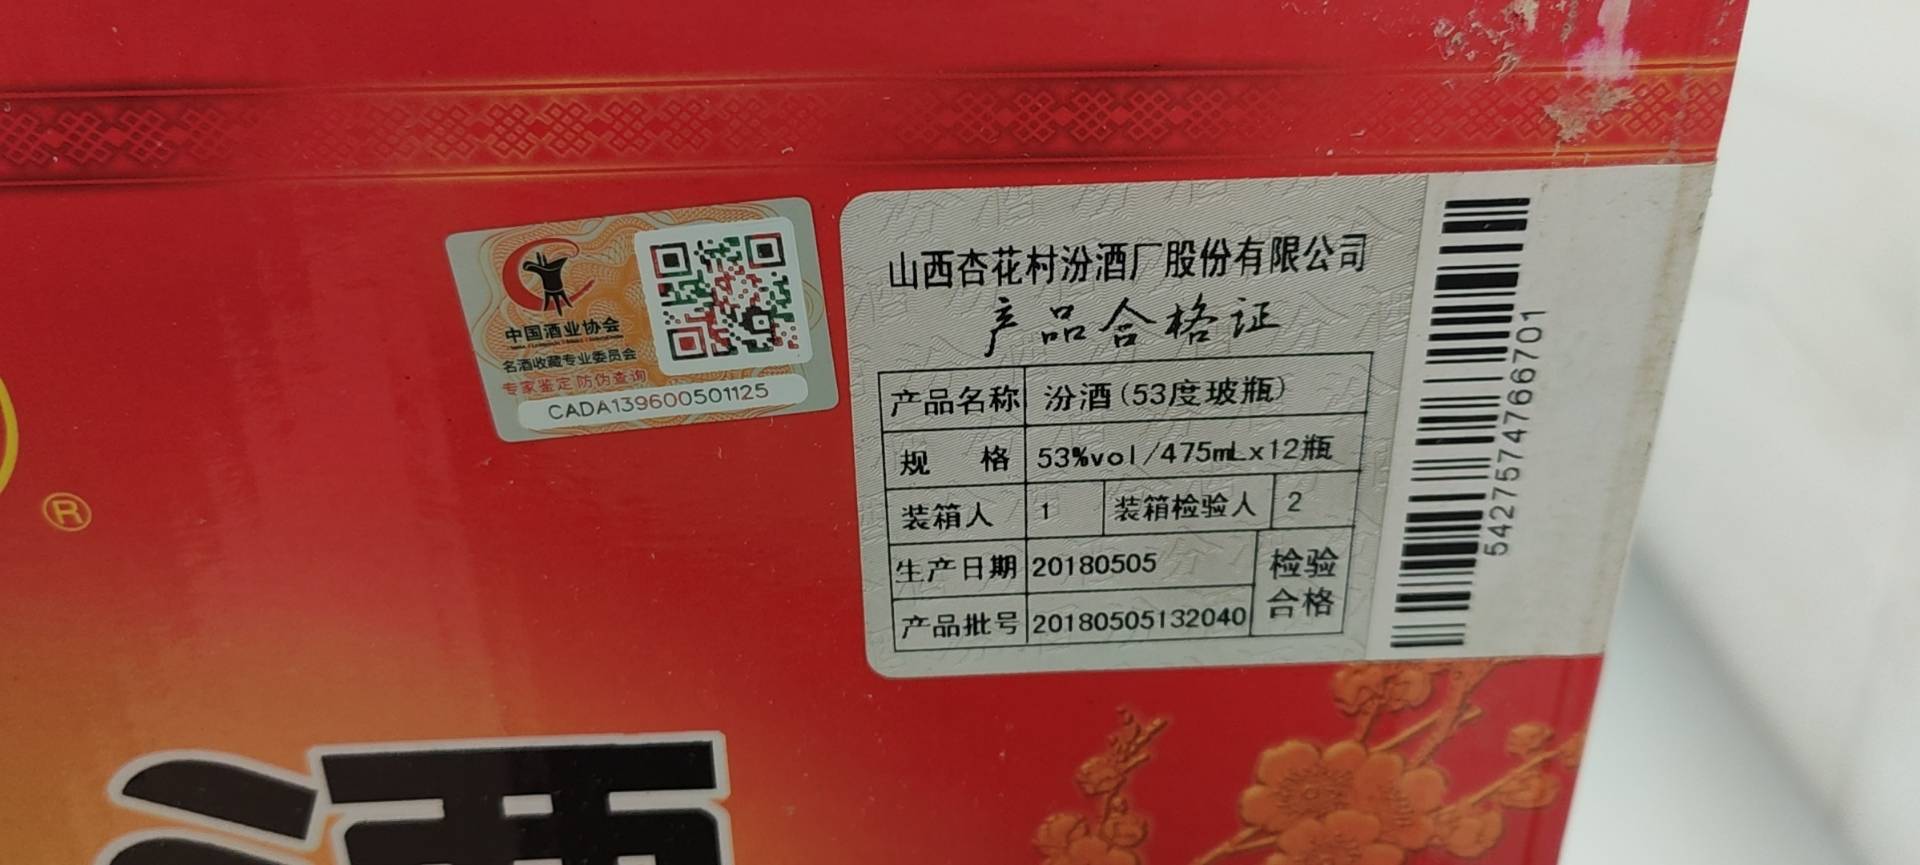 ®
中国酒业协会
名酒收藏专业委员会
专家鉴定 防伪查询
CADA139600501125
山西杏花村汾酒厂股份有限公司
产品合格证
产品名称 汾酒(53度玻瓶)
规 格 53%vol/475mLx12瓶
装箱人 1 装箱检验人 2
生产日期 20180505 检验
产品批号 20180505132040 合格
5427574766701
酒